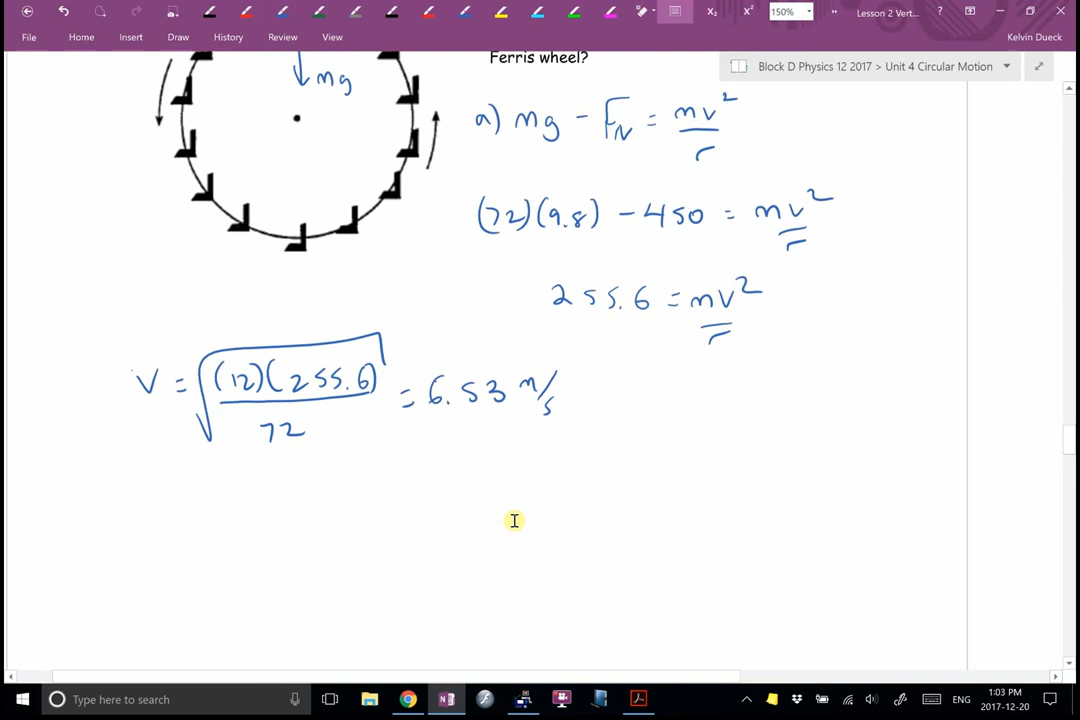 150%
Lesson 2 Vert...
File Home Insert Draw History Review View
Kelvin Dueck
Ferris wheel?
Block D Physics 12 2017 > Unit 4 Circular Motion
mg
a) mg - F_N = mv²/r
(72)(9.8) - 450 = mv²/r
255.6 = mv²/r
V = √((12)(255.6)/72) = 6.53 m/s
Type here to search
ENG
1:03 PM
2017-12-20